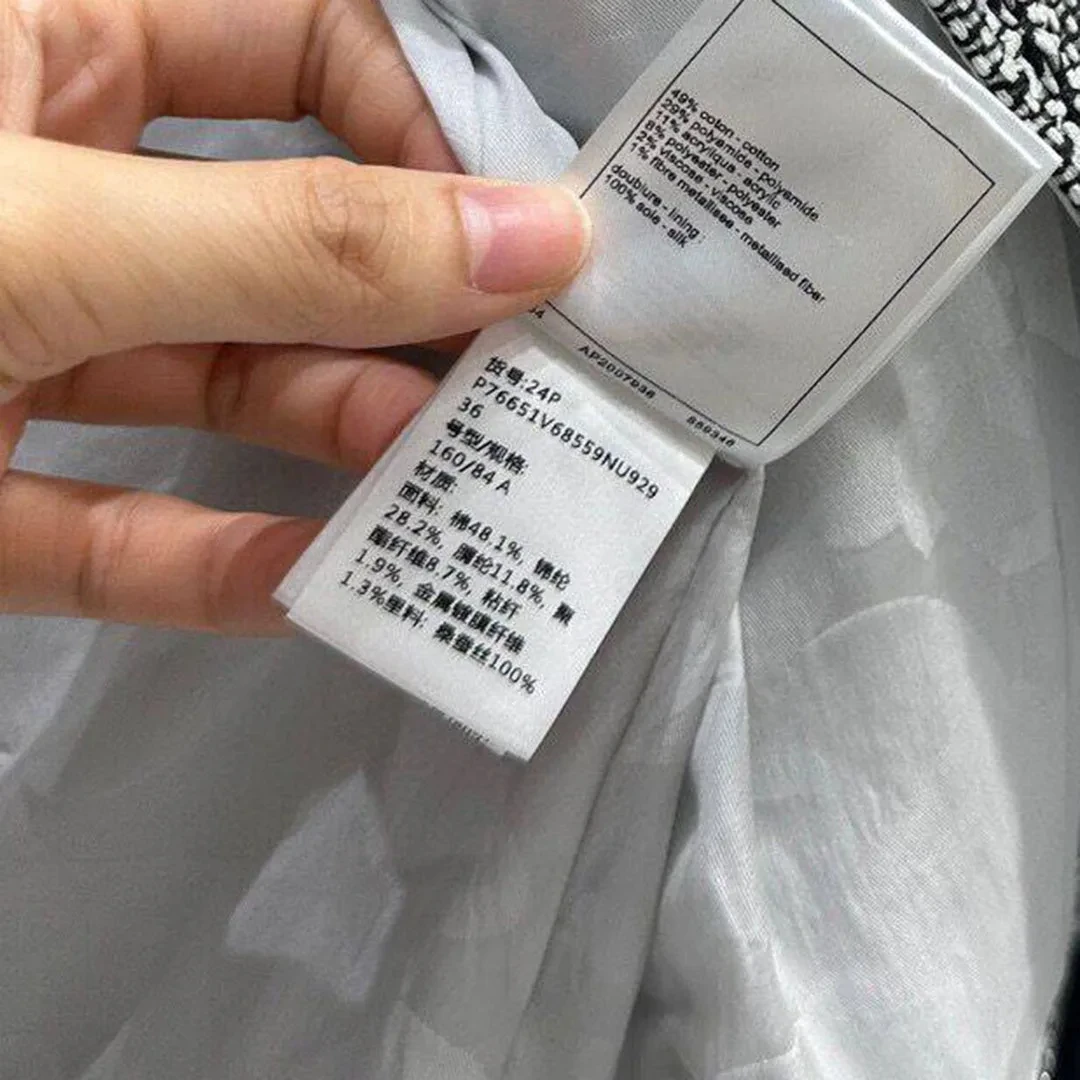 49% coton - cotton
29% polyamide - polyamide
11% acrylique - acrylic
8% polyester - polyester
2% viscose - viscose
1% fibre metallisee - metallised fiber
doublure - lining :
100% soie - silk
34
AP2007936
889346
货号:24P
P76651V68559NU929
36
号型/规格:
160/84 A
材质:
面料: 棉48.1%, 锦纶
28.2%, 腈纶11.8%, 聚
酯纤维8.7%, 粘纤
1.9%, 金属镀膜纤维
1.3%里料: 桑蚕丝100%